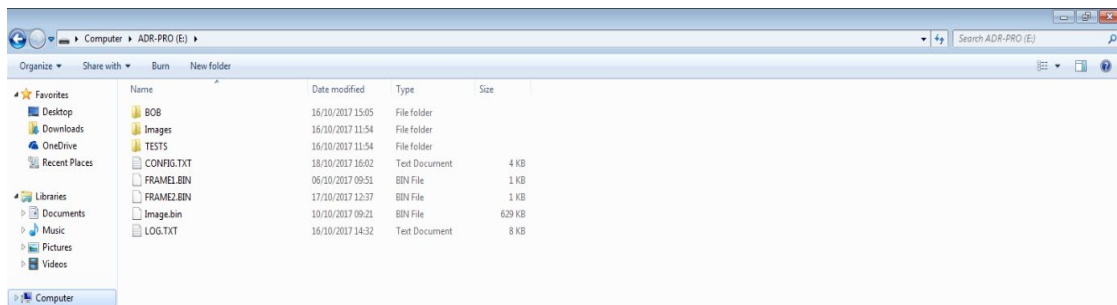 Computer ADR-PRO (E:) Search ADR-PRO (E:)
Organize Share with Burn New folder
Favorites
Desktop
Downloads
OneDrive
Recent Places
Libraries
Documents
Music
Pictures
Videos
Computer
Name Date modified Type Size
BOB 16/10/2017 15:05 File folder
Images 16/10/2017 11:54 File folder
TESTS 16/10/2017 11:54 File folder
CONFIG.TXT 18/10/2017 16:02 Text Document 4 KB
FRAME1.BIN 06/10/2017 09:51 BIN File 1 KB
FRAME2.BIN 17/10/2017 12:37 BIN File 1 KB
Image.bin 10/10/2017 09:21 BIN File 629 KB
LOG.TXT 16/10/2017 14:32 Text Document 8 KB